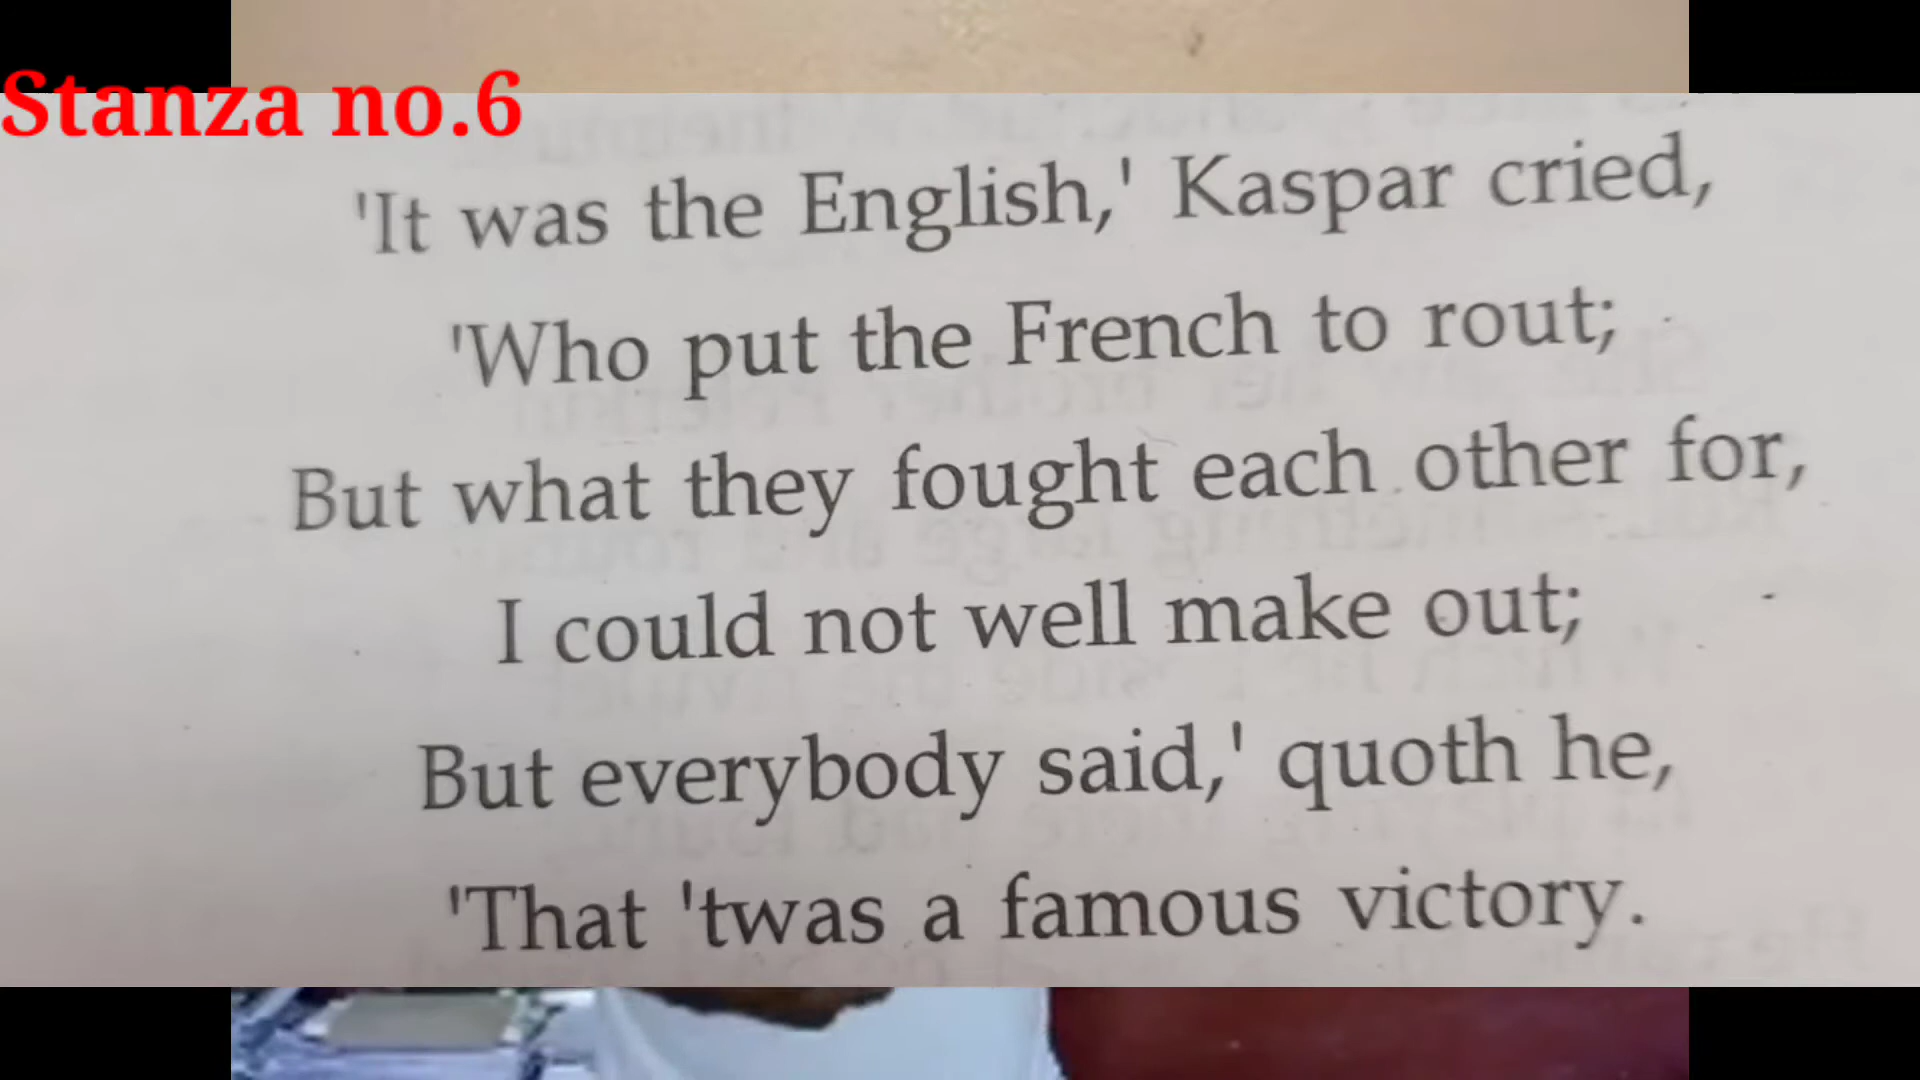 Stanza no.6
'It was the English,' Kaspar cried,
'Who put the French to rout;
But what they fought each other for,
I could not well make out;
But everybody said,' quoth he,
'That 'twas a famous victory.